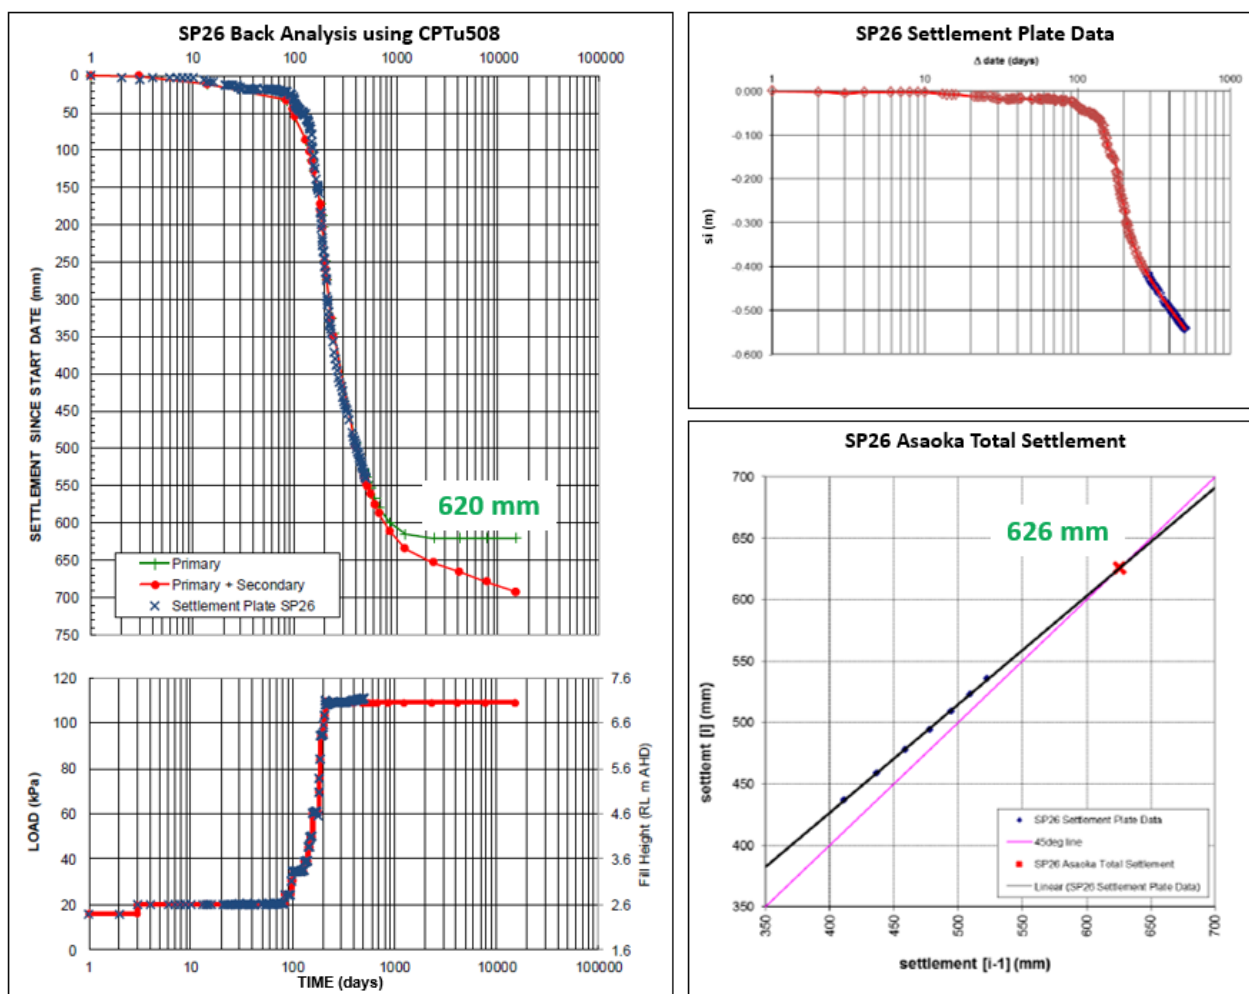 SP26 Back Analysis using CPTu508
1 10 100 1000 10000 100000
SETTLEMENT SINCE START DATE (mm)
0
50
100
150
200
250
300
350
400
450
500
550
600
650
700
750
620 mm
Primary
Primary + Secondary
Settlement Plate SP26
LOAD (kPa)
120
100
80
60
40
20
0
7.6
6.6
5.6
4.6
3.6
2.6
1.6
Fill Height (RL m AHD)
1 10 100 1000 10000 100000
TIME (days)
SP26 Settlement Plate Data
Δ date (days)
1 10 100 1000
si (m)
0.000
-0.100
-0.200
-0.300
-0.400
-0.500
-0.600
SP26 Asaoka Total Settlement
settlemt [i] (mm)
700
650
600
550
500
450
400
350
626 mm
SP26 Settlement Plate Data
45deg line
SP26 Asaoka Total Settlement
Linear (SP26 Settlement Plate Data)
350 400 450 500 550 600 650 700
settlement [i-1] (mm)